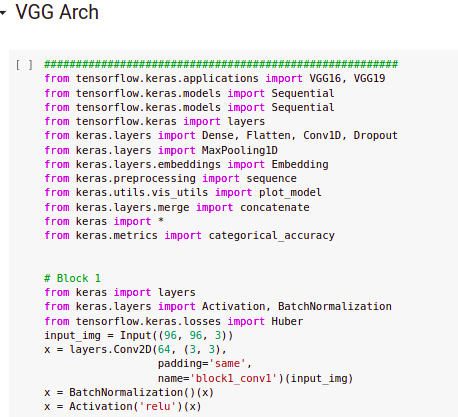 VGG Arch
[ ] ########################################################
from tensorflow.keras.applications import VGG16, VGG19
from tensorflow.keras.models import Sequential
from tensorflow.keras.models import Sequential
from tensorflow.keras import layers
from keras.layers import Dense, Flatten, Conv1D, Dropout
from keras.layers import MaxPooling1D
from keras.layers.embeddings import Embedding
from keras.preprocessing import sequence
from keras.utils.vis_utils import plot_model
from keras.layers.merge import concatenate
from keras import *
from keras.metrics import categorical_accuracy
# Block 1
from keras import layers
from keras.layers import Activation, BatchNormalization
from tensorflow.keras.losses import Huber
input_img = Input((96, 96, 3))
x = layers.Conv2D(64, (3, 3),
padding='same',
name='block1_conv1')(input_img)
x = BatchNormalization()(x)
x = Activation('relu')(x)